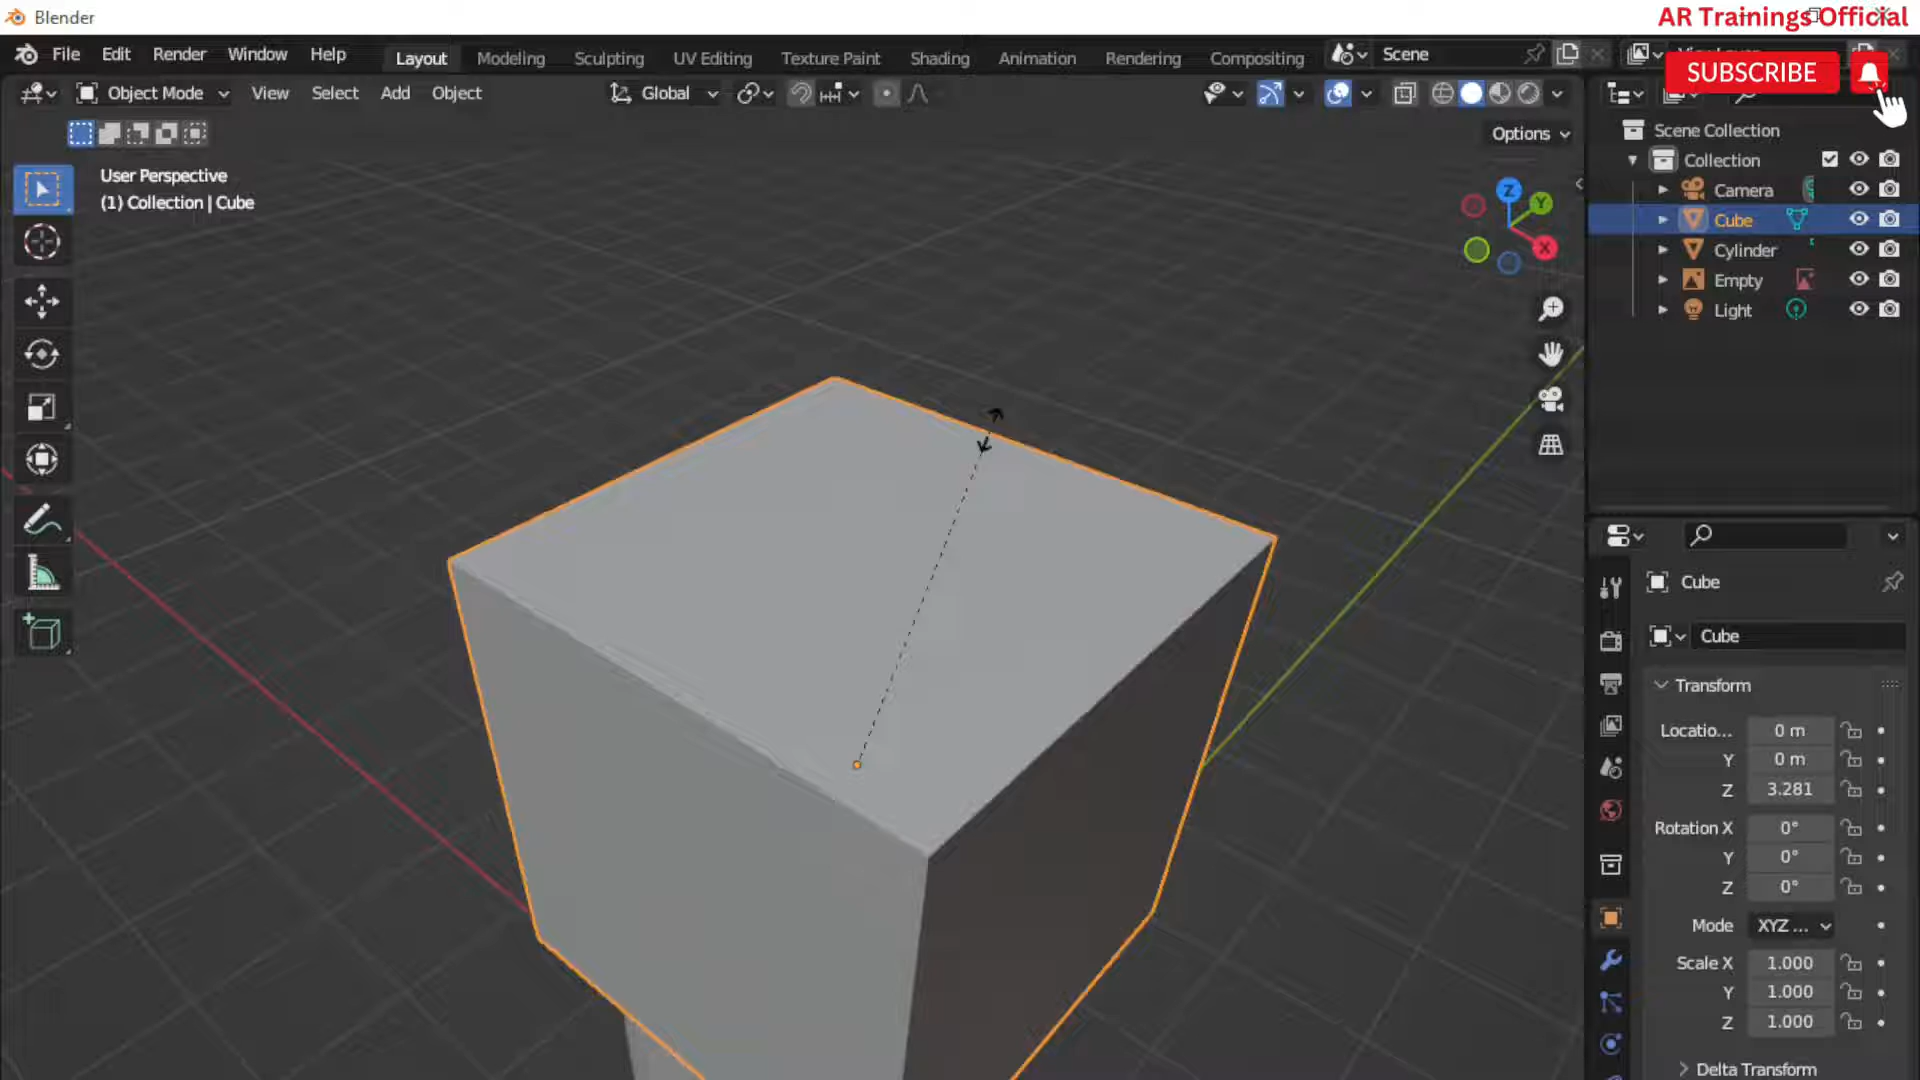 Blender
AR Trainings Official
File Edit Render Window Help
Layout Modeling Sculpting UV Editing Texture Paint Shading Animation Rendering Compositing
Scene
SUBSCRIBE
Object Mode View Select Add Object
Global
Options
User Perspective
(1) Collection | Cube
Z
Y
X
Scene Collection
Collection
Camera
Cube
Cylinder
Empty
Light
Cube
Cube
Transform
Locatio... 0 m
Y 0 m
Z 3.281
Rotation X 0°
Y 0°
Z 0°
Mode XYZ ...
Scale X 1.000
Y 1.000
Z 1.000
Delta Transform